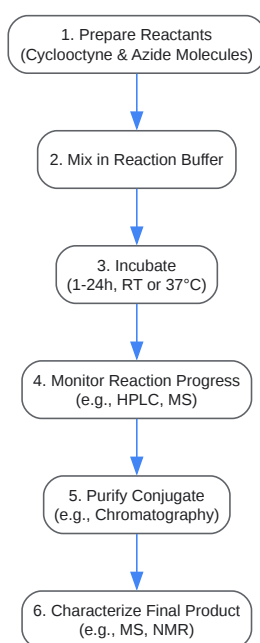 1. Prepare Reactants
(Cyclooctyne & Azide Molecules)
2. Mix in Reaction Buffer
3. Incubate
(1-24h, RT or 37°C)
4. Monitor Reaction Progress
(e.g., HPLC, MS)
5. Purify Conjugate
(e.g., Chromatography)
6. Characterize Final Product
(e.g., MS, NMR)